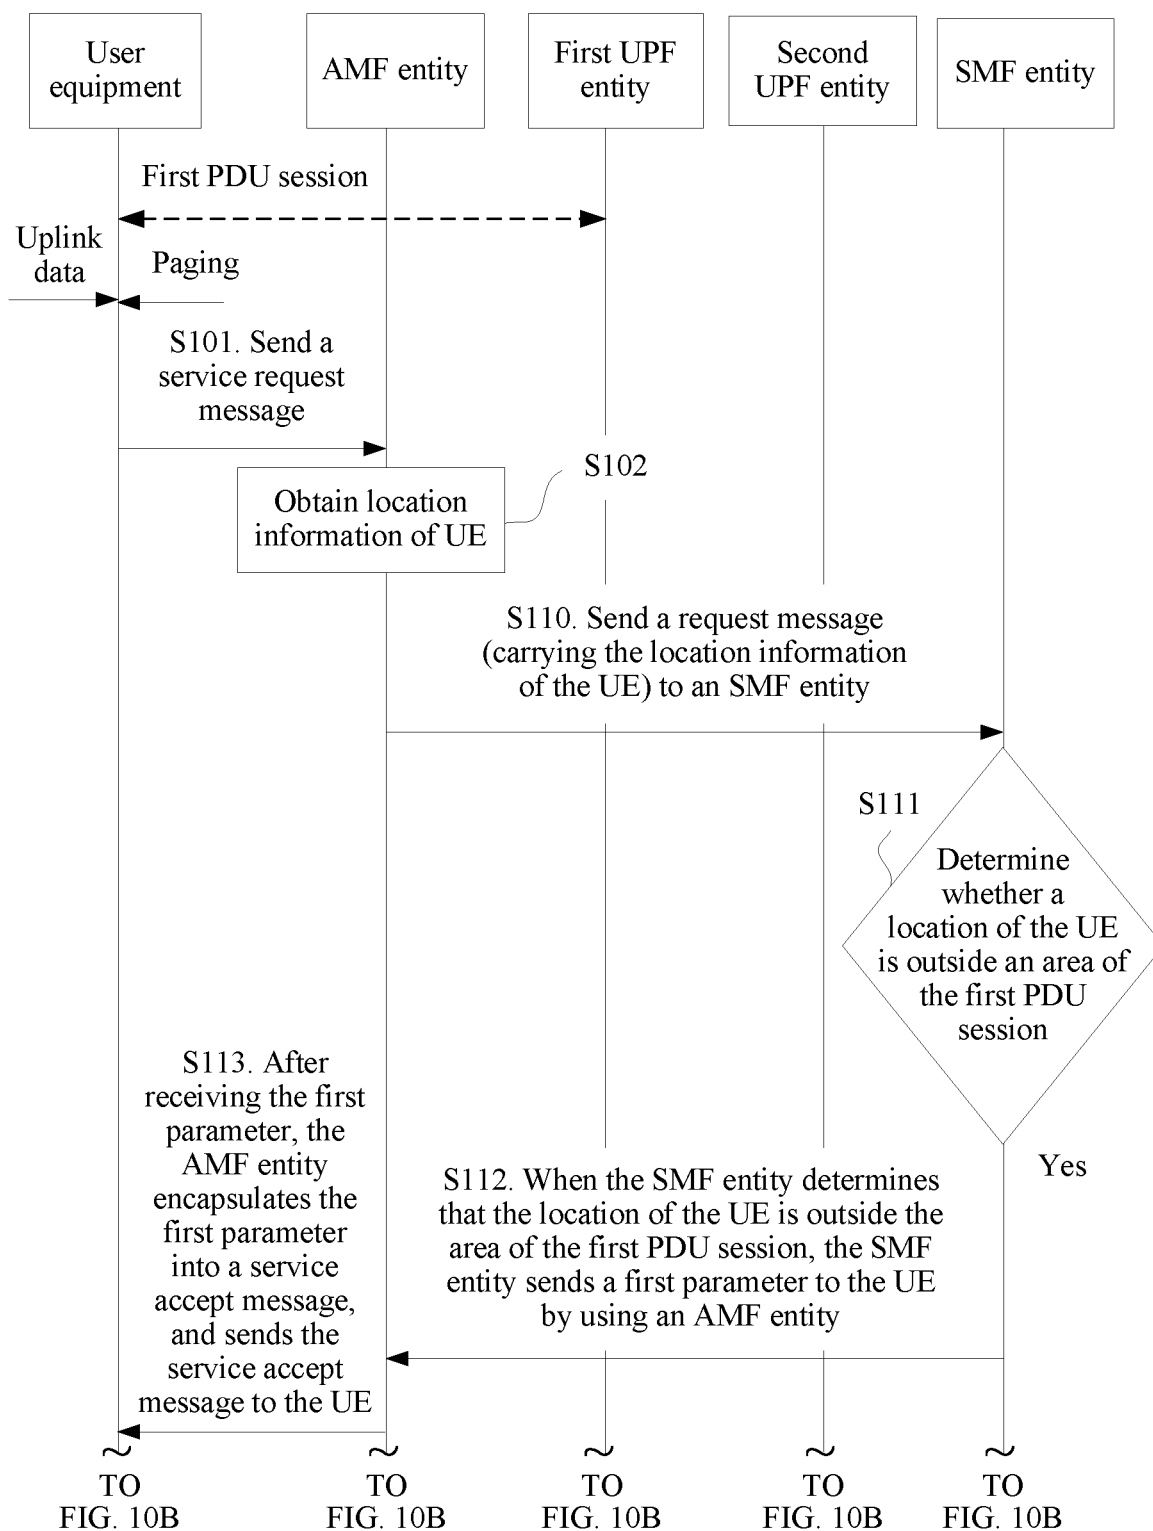 User
equipment
AMF entity
First UPF
entity
Second
UPF entity
SMF entity
First PDU session
Uplink
data
Paging
S101. Send a
service request
message
S102
Obtain location
information of UE
S110. Send a request message
(carrying the location information
of the UE) to an SMF entity
S111
Determine
whether a
location of the UE
is outside an area of
the first PDU
session
Yes
S112. When the SMF entity determines
that the location of the UE is outside the
area of the first PDU session, the SMF
entity sends a first parameter to the UE
by using an AMF entity
S113. After
receiving the first
parameter, the
AMF entity
encapsulates the
first parameter
into a service
accept message,
and sends the
service accept
message to the UE
TO
FIG. 10B
TO
FIG. 10B
TO
FIG. 10B
TO
FIG. 10B
TO
FIG. 10B